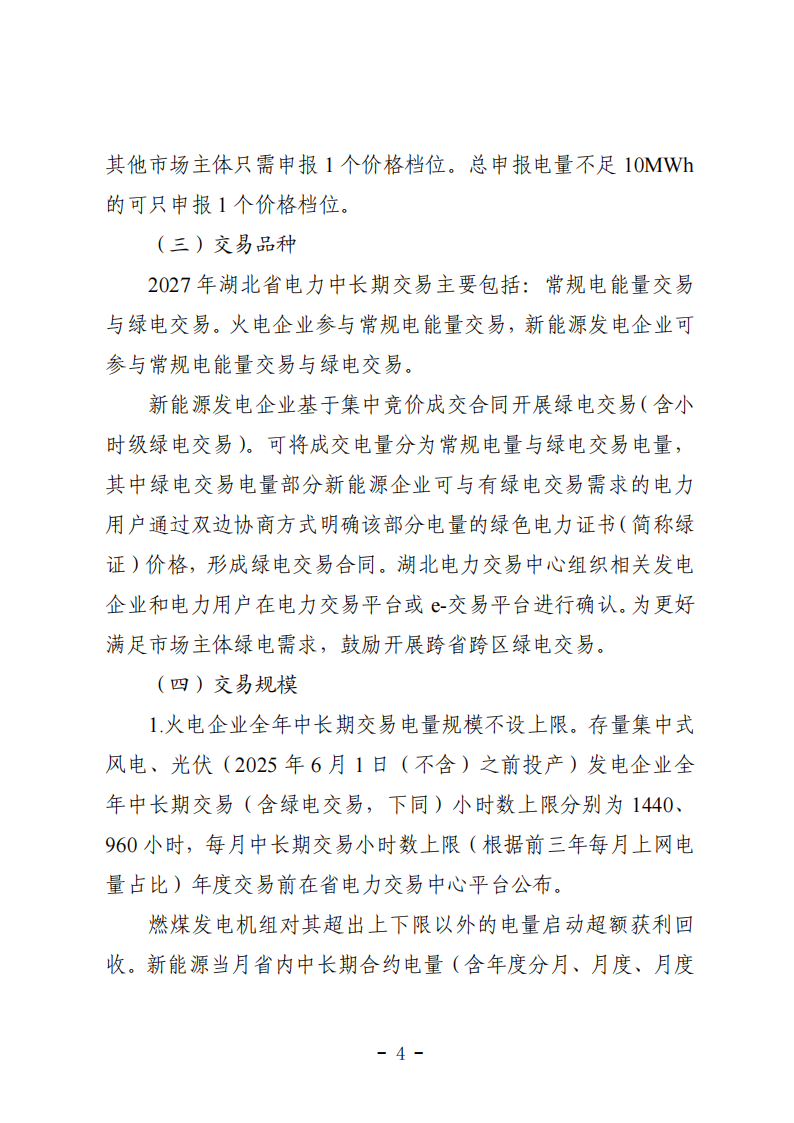 其他市场主体只需申报 1 个价格档位。总申报电量不足 10MWh
的可只申报 1 个价格档位。
（三）交易品种
2027 年湖北省电力中长期交易主要包括：常规电能量交易
与绿电交易。火电企业参与常规电能量交易，新能源发电企业可
参与常规电能量交易与绿电交易。
新能源发电企业基于集中竞价成交合同开展绿电交易（含小
时级绿电交易）。可将成交电量分为常规电量与绿电交易电量，
其中绿电交易电量部分新能源企业可与有绿电交易需求的电力
用户通过双边协商方式明确该部分电量的绿色电力证书（简称绿
证）价格，形成绿电交易合同。湖北电力交易中心组织相关发电
企业和电力用户在电力交易平台或 e-交易平台进行确认。为更好
满足市场主体绿电需求，鼓励开展跨省跨区绿电交易。
（四）交易规模
1.火电企业全年中长期交易电量规模不设上限。存量集中式
风电、光伏（2025 年 6 月 1 日（不含）之前投产）发电企业全
年中长期交易（含绿电交易，下同）小时数上限分别为 1440、
960 小时，每月中长期交易小时数上限（根据前三年每月上网电
量占比）年度交易前在省电力交易中心平台公布。
燃煤发电机组对其超出上下限以外的电量启动超额获利回
收。新能源当月省内中长期合约电量（含年度分月、月度、月度
- 4 -